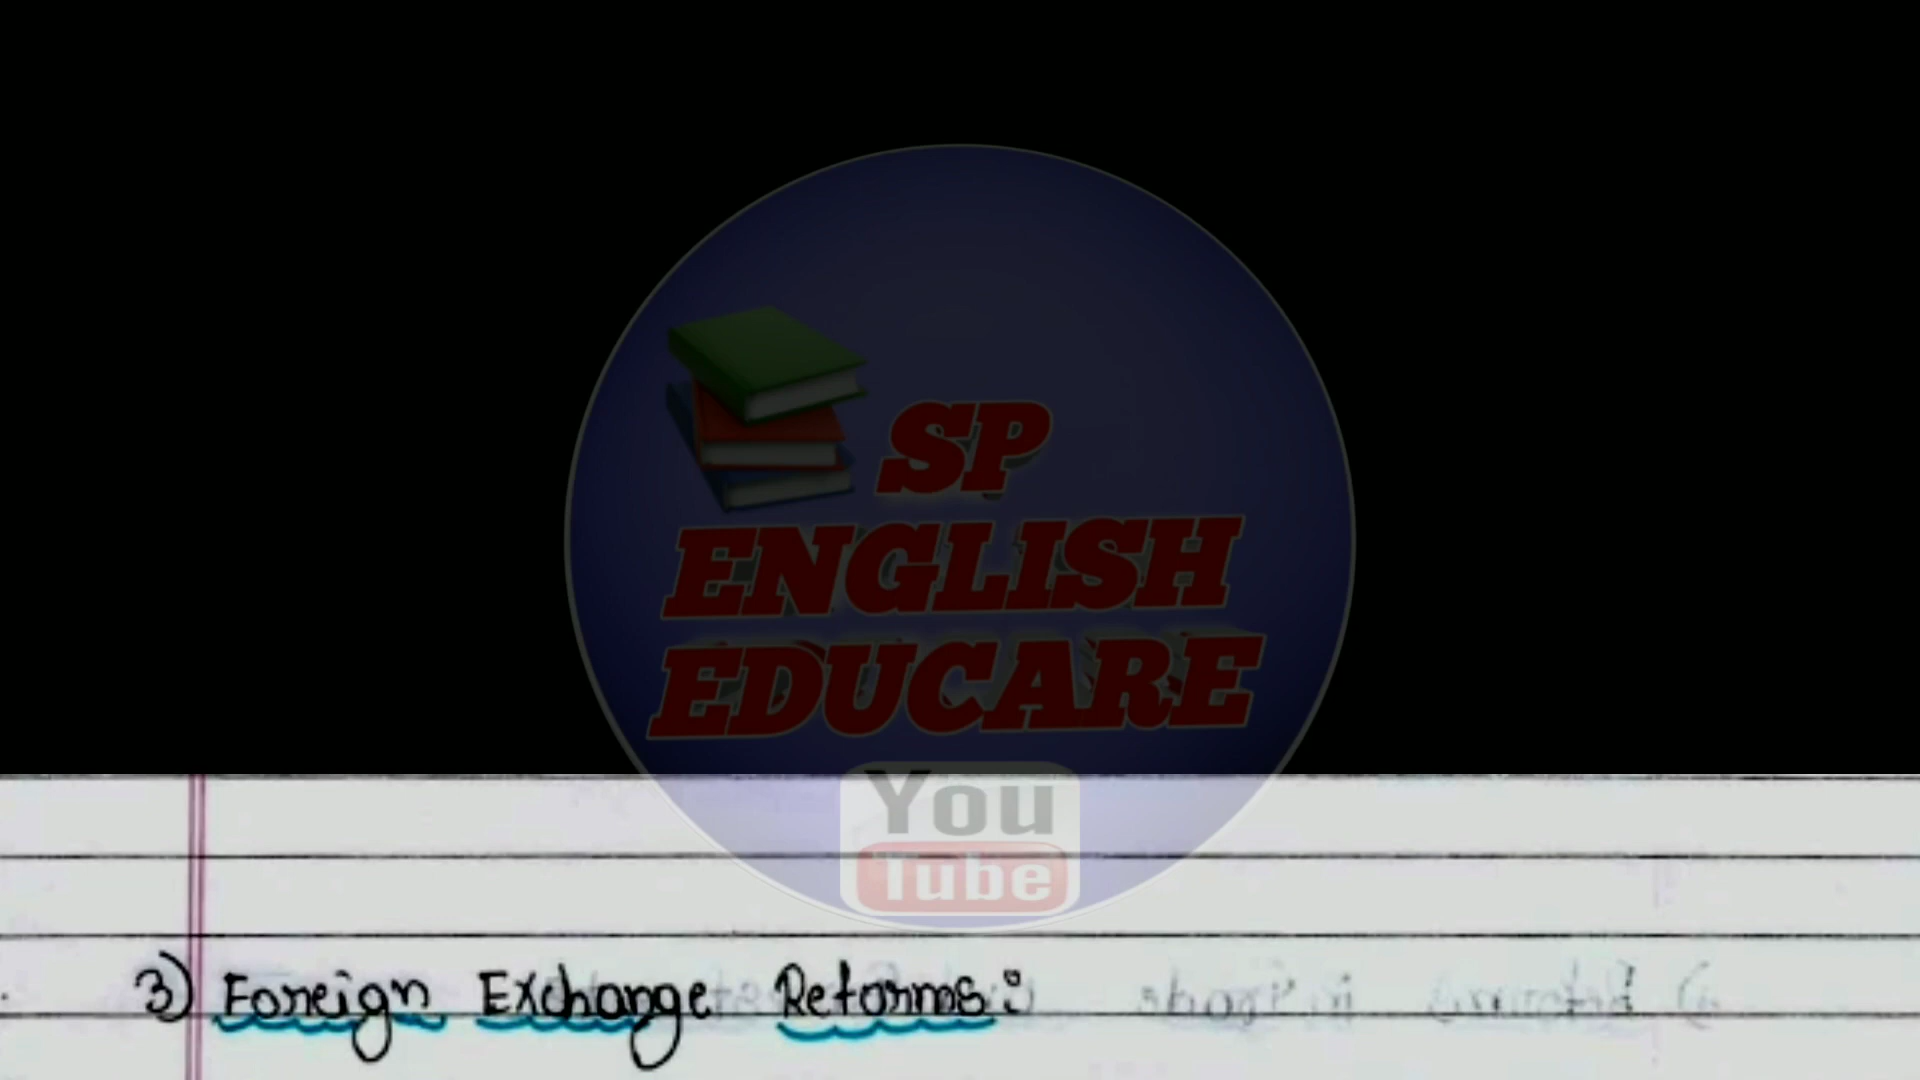 SP
ENGLISH
EDUCARE
You
Tube
3) Foreign Exchange Reforms: